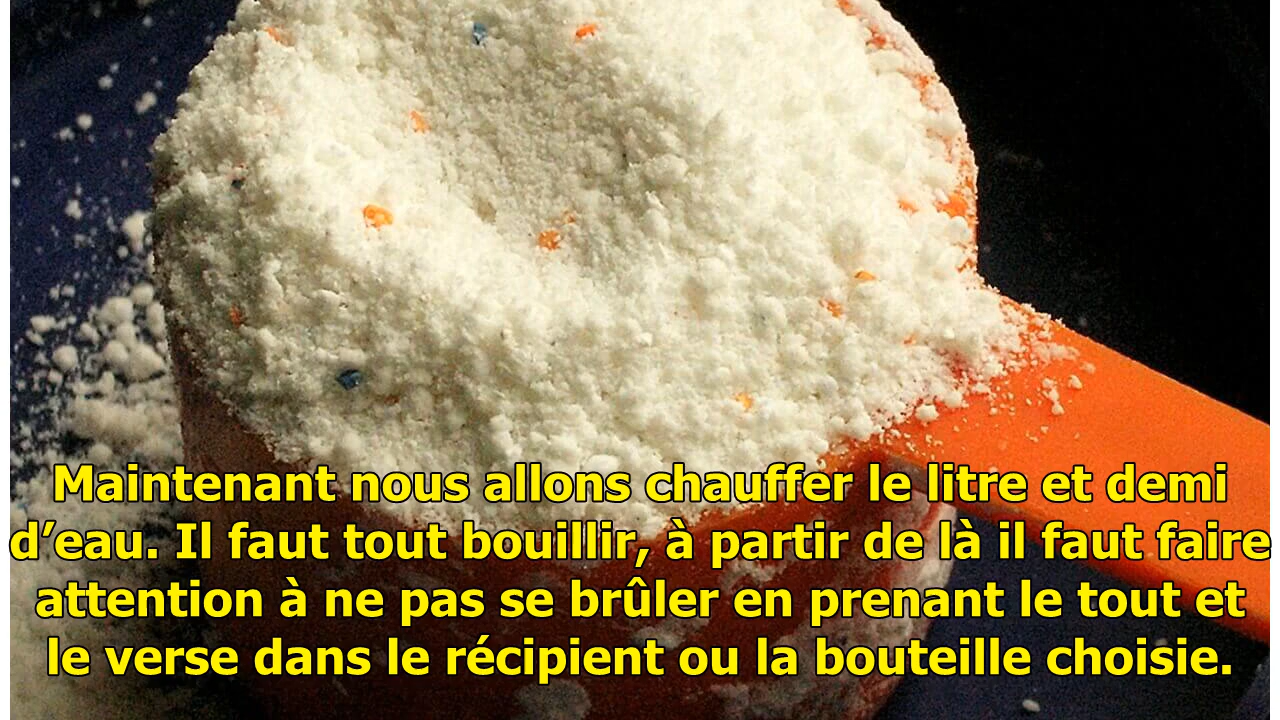 Maintenant nous allons chauffer le litre et demi
d’eau. Il faut tout bouillir, à partir de là il faut faire
attention à ne pas se brûler en prenant le tout et
le verse dans le récipient ou la bouteille choisie.